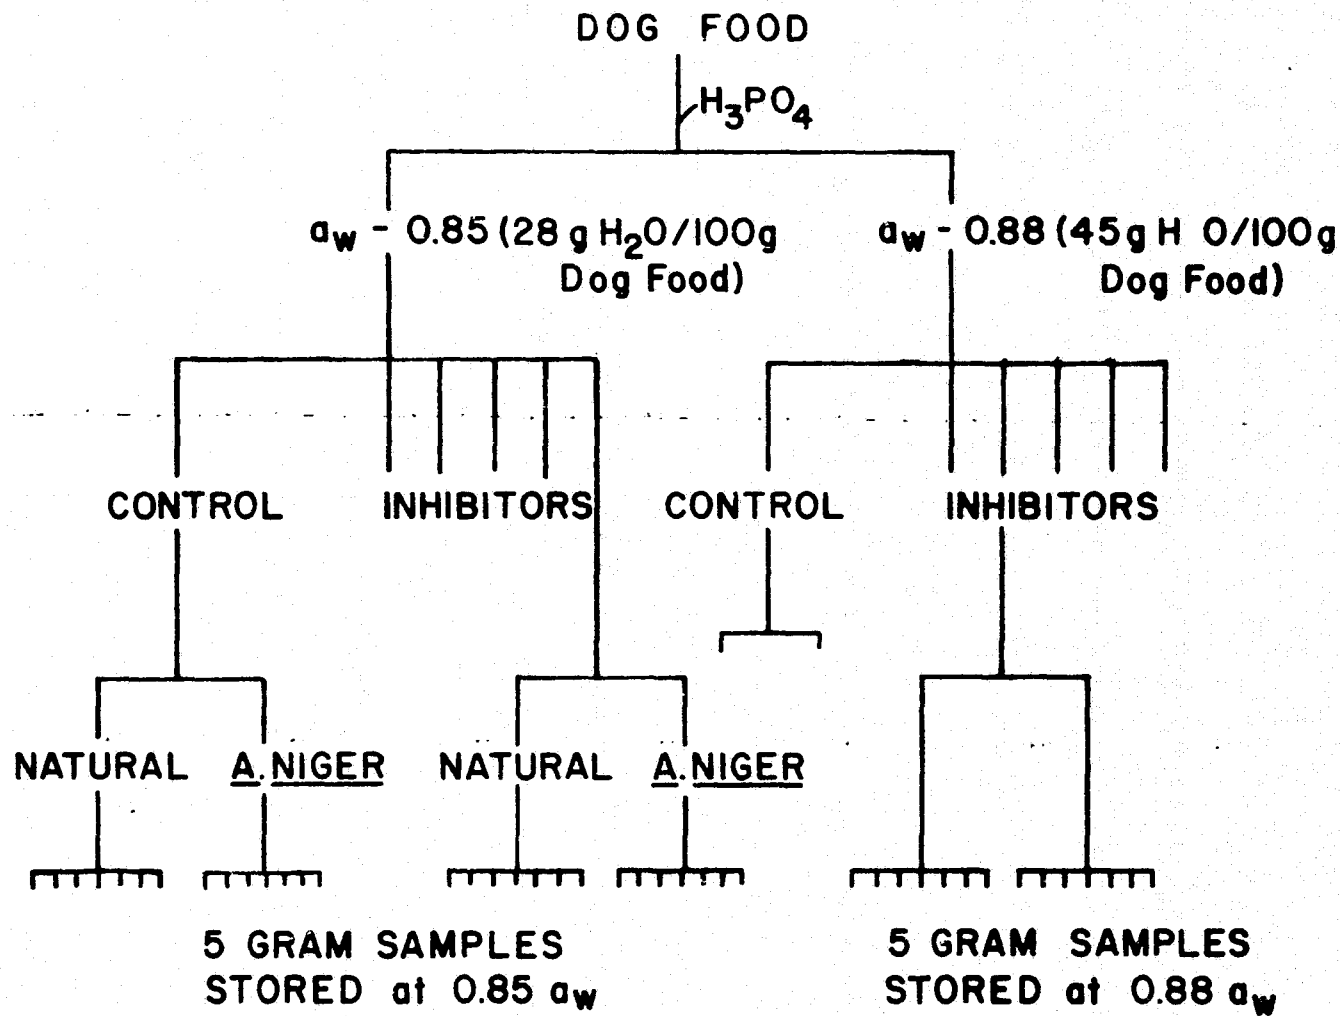 DOG FOOD
H₃PO₄
aw - 0.85 (28 g H₂O/100g
Dog Food)
aw - 0.88 (45g H O/100g
Dog Food)
CONTROL
INHIBITORS
CONTROL
INHIBITORS
NATURAL
A. NIGER
NATURAL
A. NIGER
5 GRAM SAMPLES
STORED at 0.85 aw
5 GRAM SAMPLES
STORED at 0.88 aw